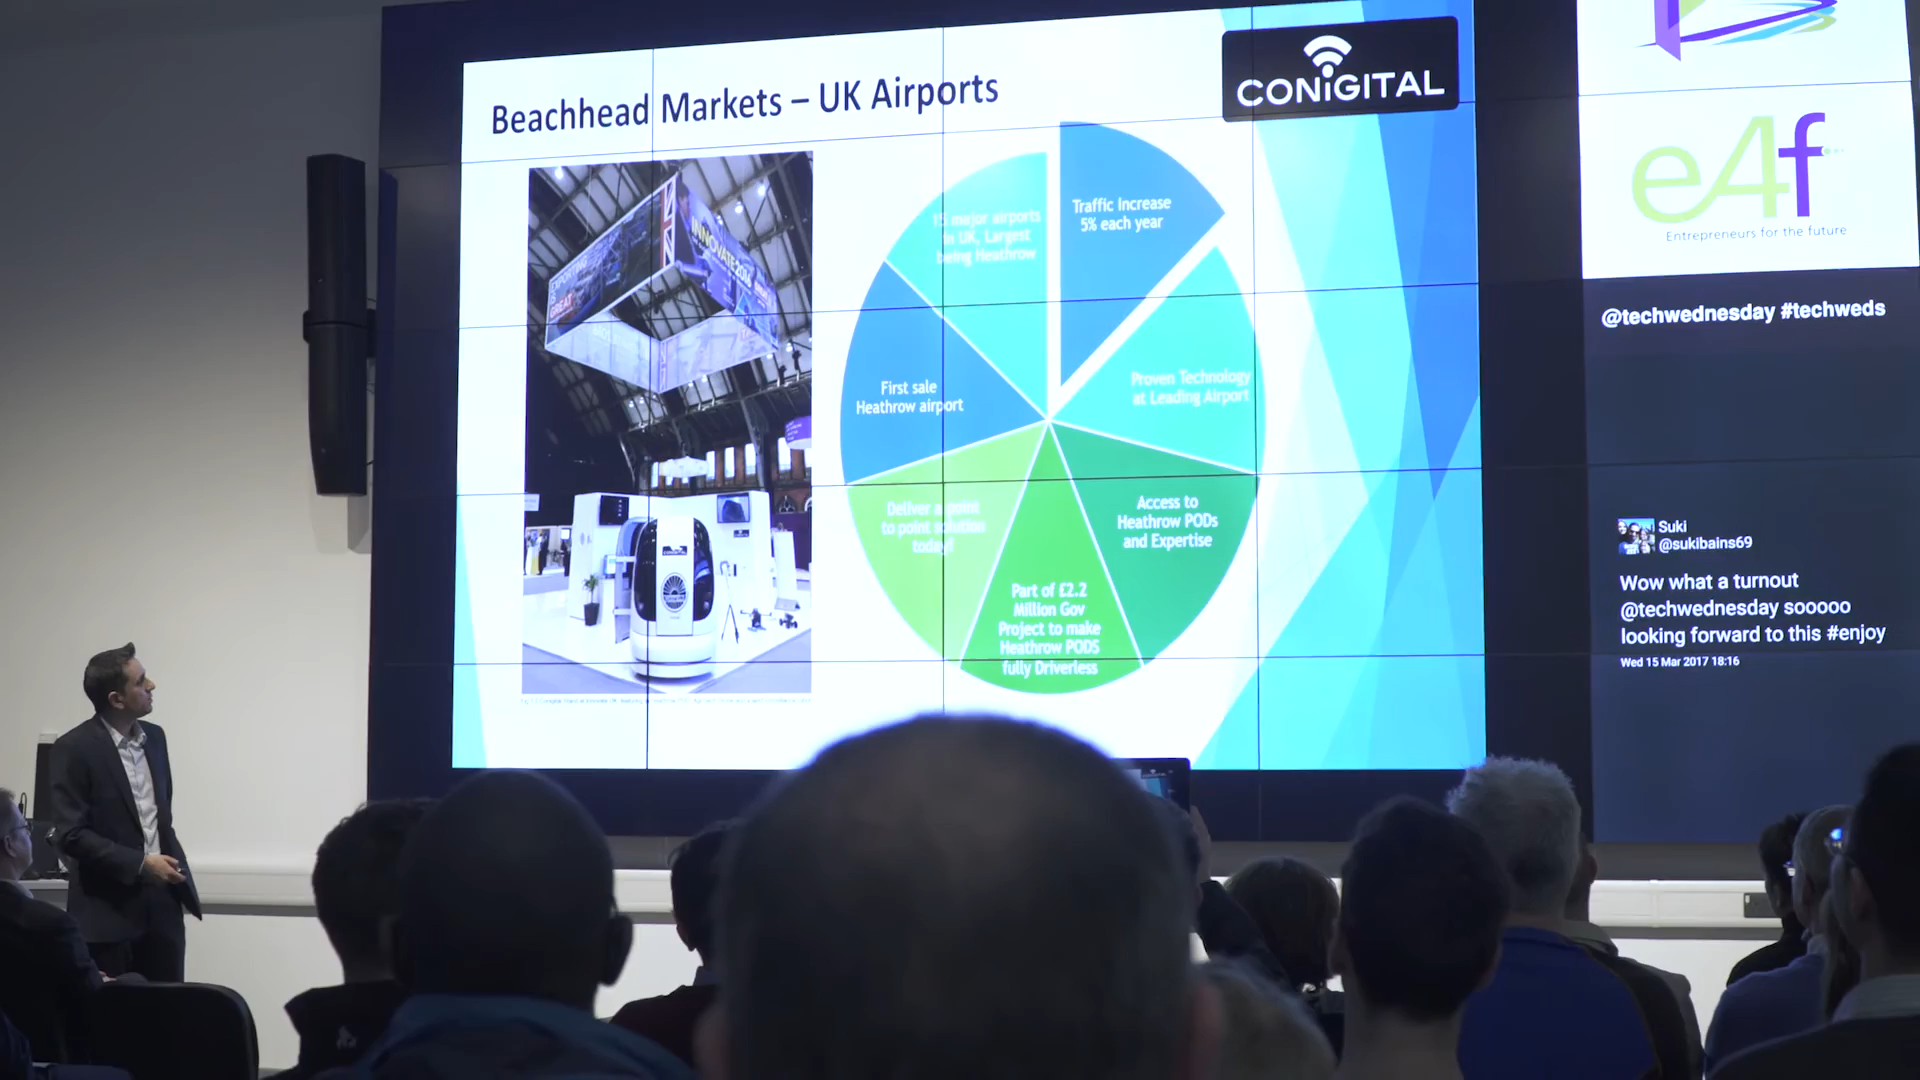 Beachhead Markets – UK Airports
CONiGITAL
Traffic Increase
5% each year
Proven Technology
at Leading Airport
Access to
Heathrow PODs
and Expertise
Part of £2.2
Million Gov
Project to make
Heathrow PODS
fully Driverless
Deliver a point
to point solution
today!
First sale
Heathrow airport
15 major airports
in UK, Largest
being Heathrow
EXPORTING
IS
GREAT
INNOVATE2016
CONiGITAL
e4f
Entrepreneurs for the future
@techwednesday #techweds
Suki
@sukibains69
Wow what a turnout
@techwednesday sooooo
looking forward to this #enjoy
Wed 15 Mar 2017 18:16